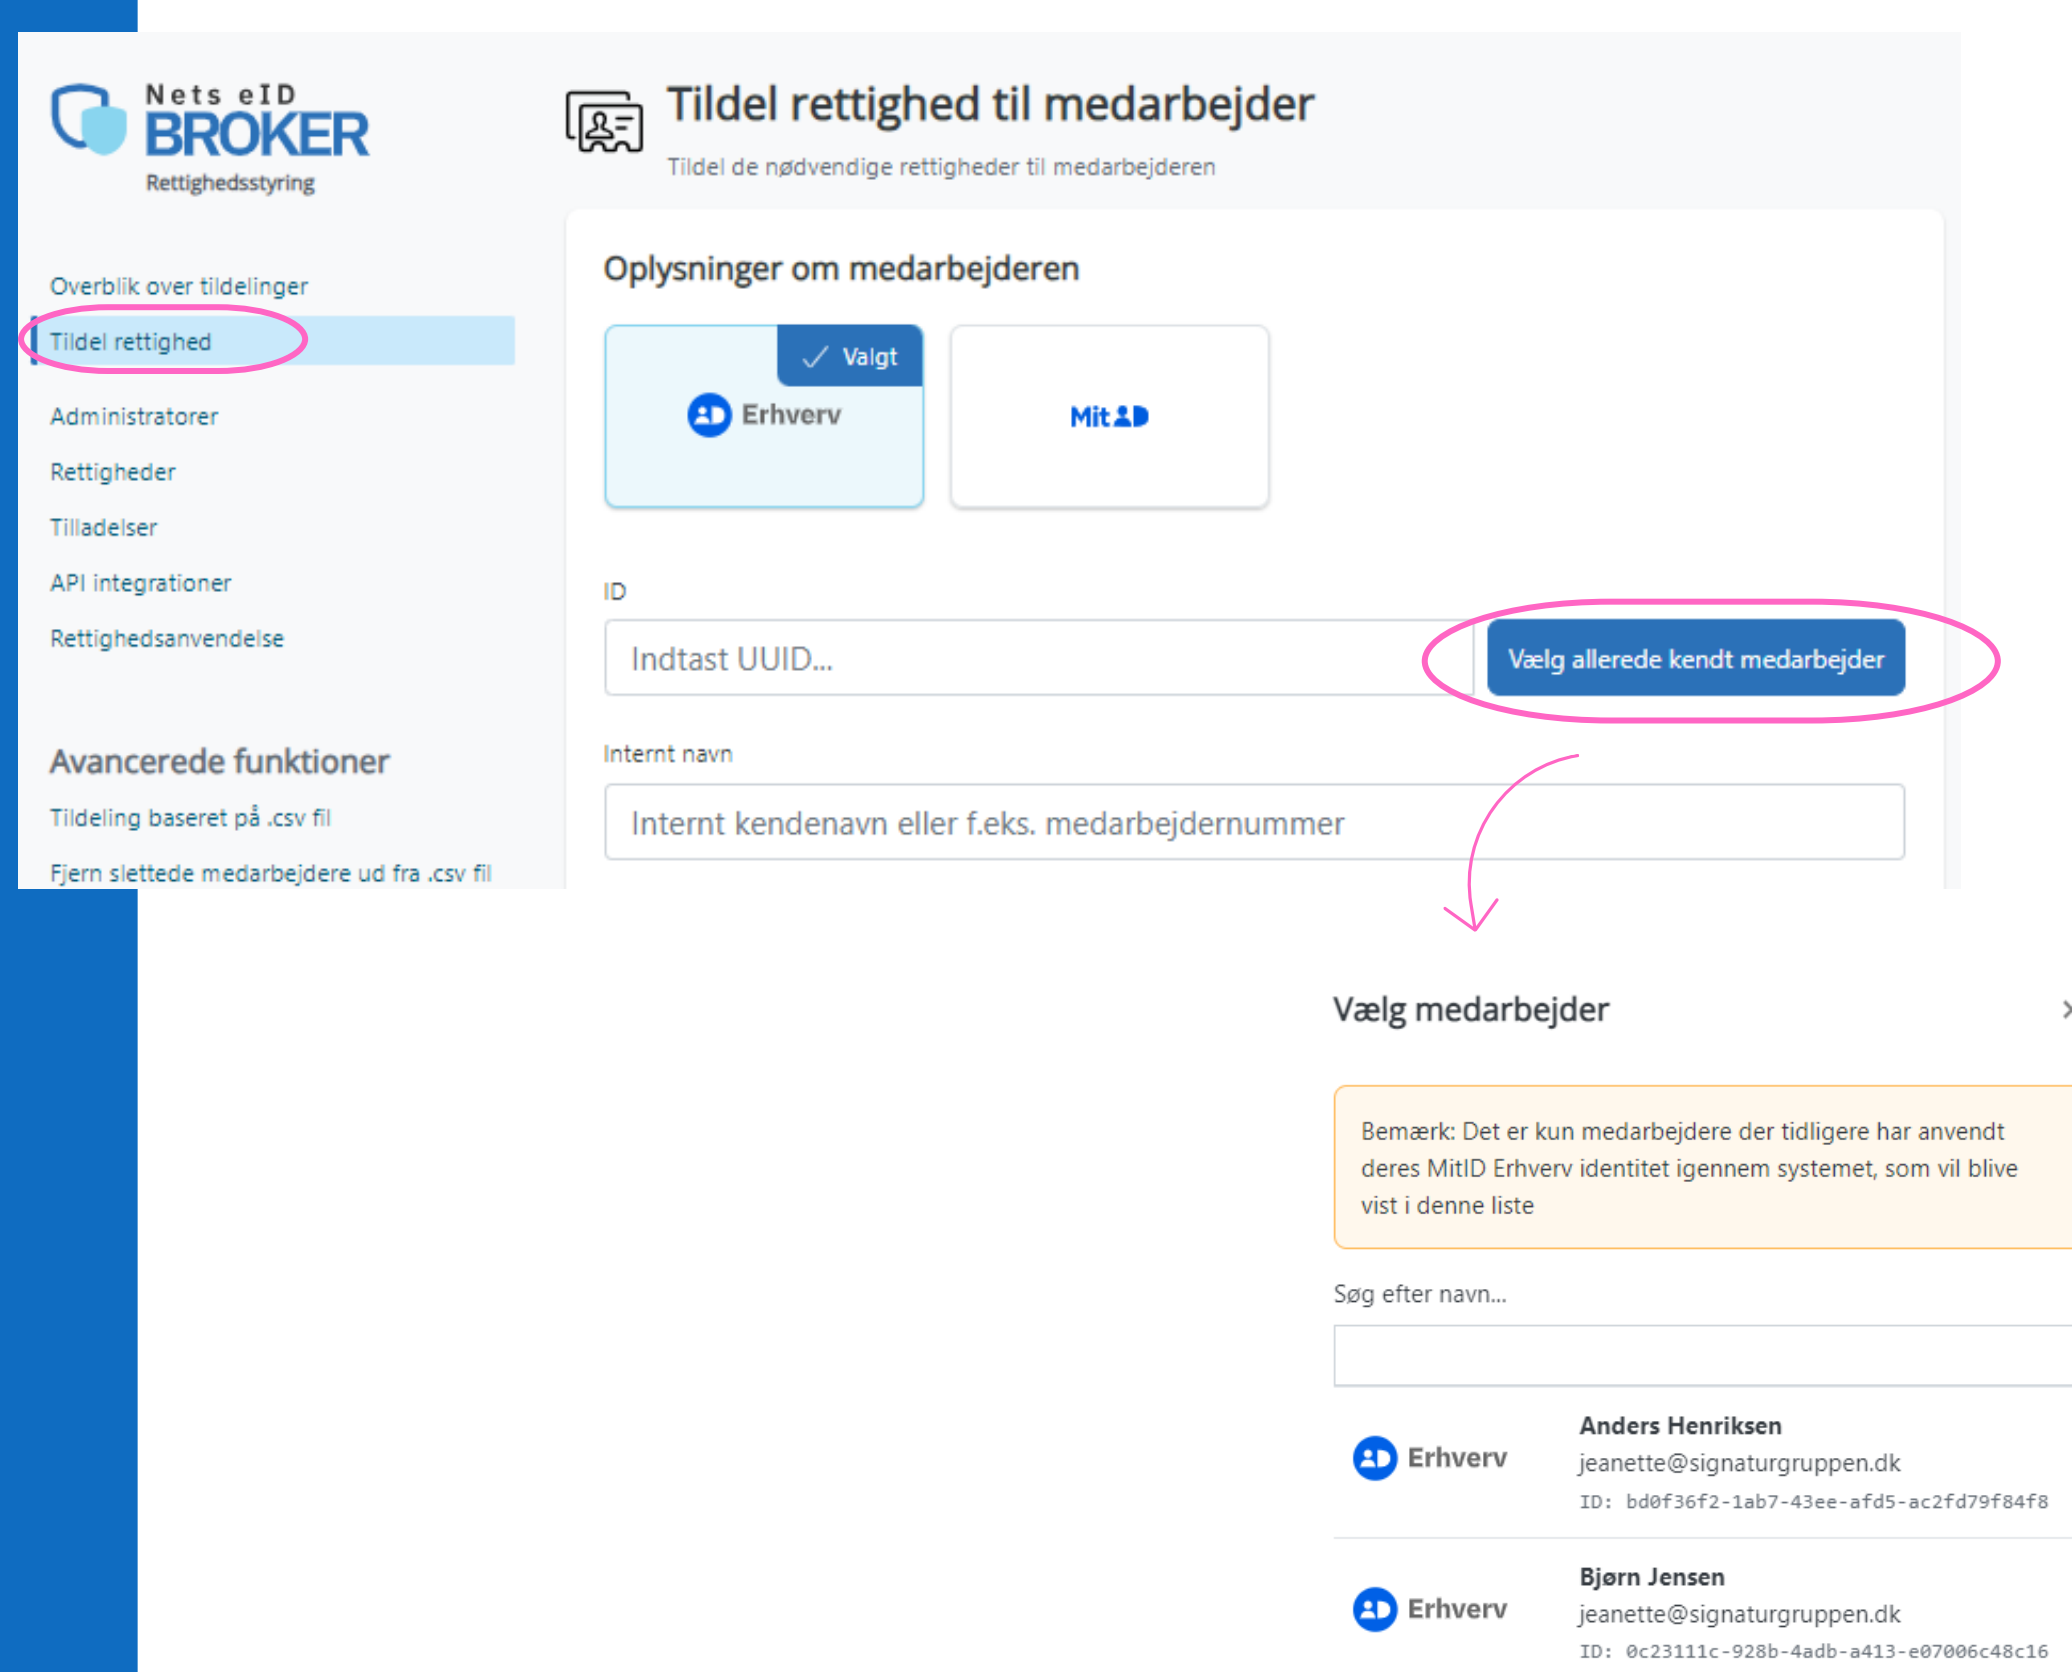 Nets eID
BROKER
Rettighedsstyring
Overblik over tildelinger
Tildel rettighed
Administratorer
Rettigheder
Tilladelser
API integrationer
Rettighedsanvendelse
Avancerede funktioner
Tildeling baseret på .csv fil
Fjern slettede medarbejdere ud fra .csv fil
Tildel rettighed til medarbejder
Tildel de nødvendige rettigheder til medarbejderen
Oplysninger om medarbejderen
Valgt
Erhverv
MitID
ID
Indtast UUID...
Vælg allerede kendt medarbejder
Internt navn
Internt kendenavn eller f.eks. medarbejdernummer
Vælg medarbejder
Bemærk: Det er kun medarbejdere der tidligere har anvendt
deres MitID Erhverv identitet igennem systemet, som vil blive
vist i denne liste
Søg efter navn...
Erhverv
Anders Henriksen
jeanette@signaturgruppen.dk
ID: bd0f36f2-1ab7-43ee-afd5-ac2fd79f84f8
Erhverv
Bjørn Jensen
jeanette@signaturgruppen.dk
ID: 0c23111c-928b-4adb-a413-e07006c48c16